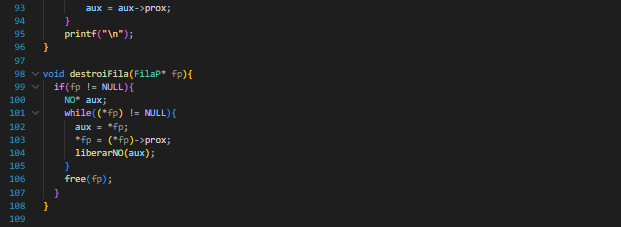 93 aux = aux->prox;
94 }
95 printf("\n");
96 }
97
98 void destroiFila(FilaP* fp){
99 if(fp != NULL){
100 NO* aux;
101 while((*fp) != NULL){
102 aux = *fp;
103 *fp = (*fp)->prox;
104 liberarNO(aux);
105 }
106 free(fp);
107 }
108 }
109